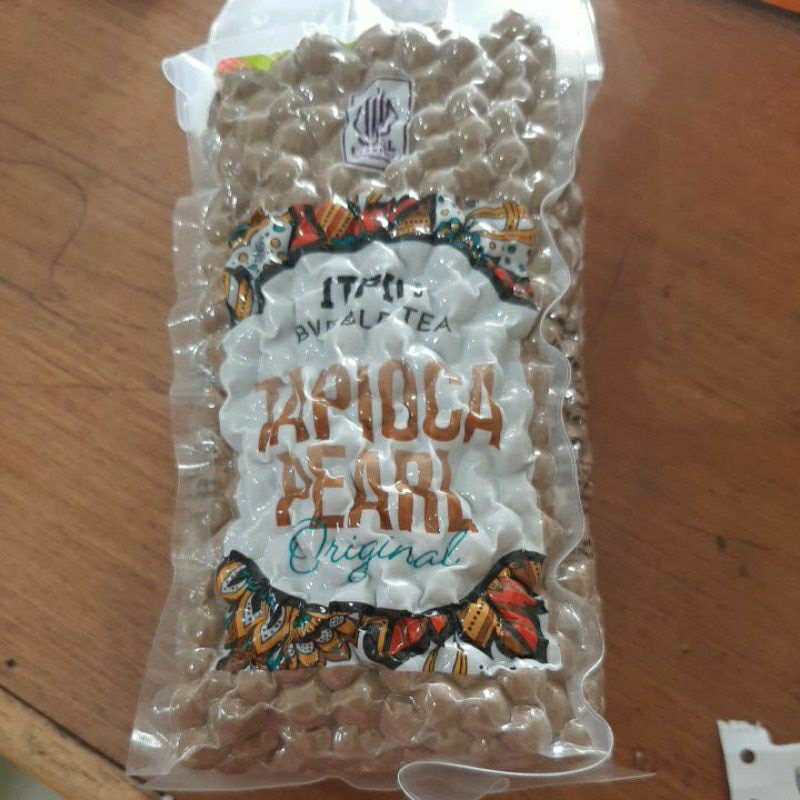 BUBBLE TEA
TAPIOCA
PEARL
Original